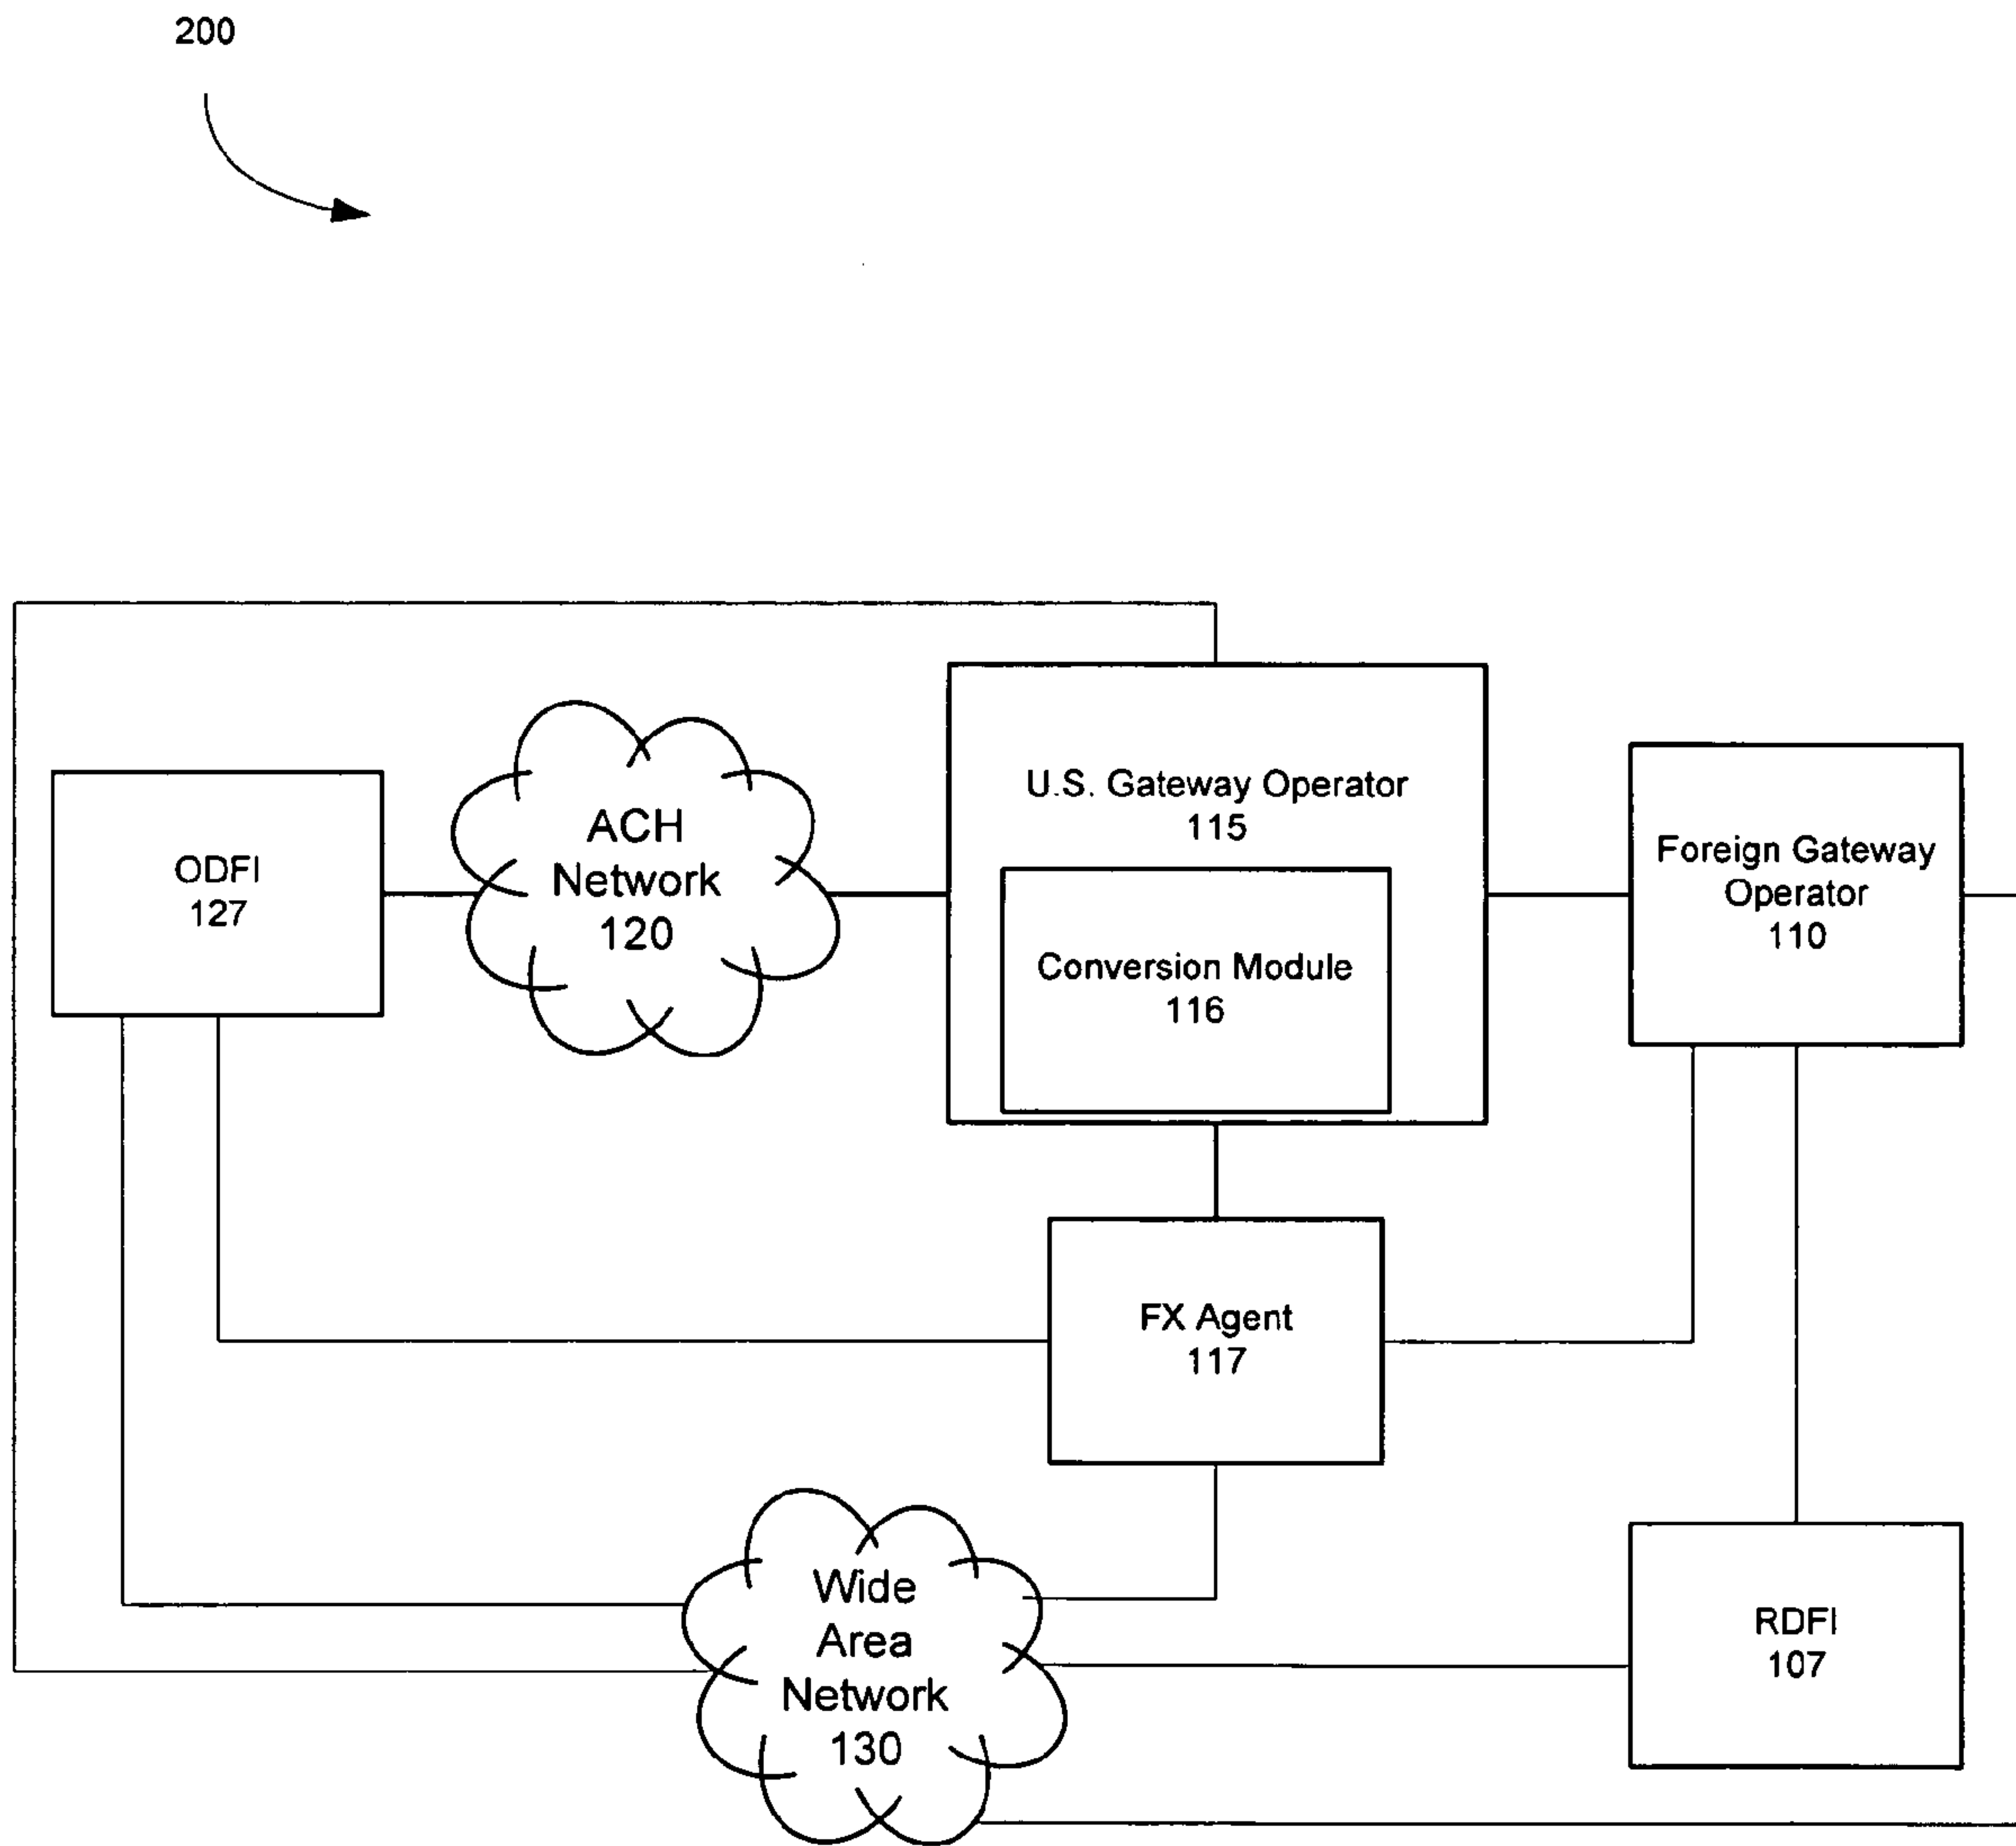 200
U.S. Gateway Operator
115
ACH
Network
120
ODFI
127
Foreign Gateway
Operator
110
Conversion Module
116
FX Agent
117
Wide
Area
Network
130
RDFI
107